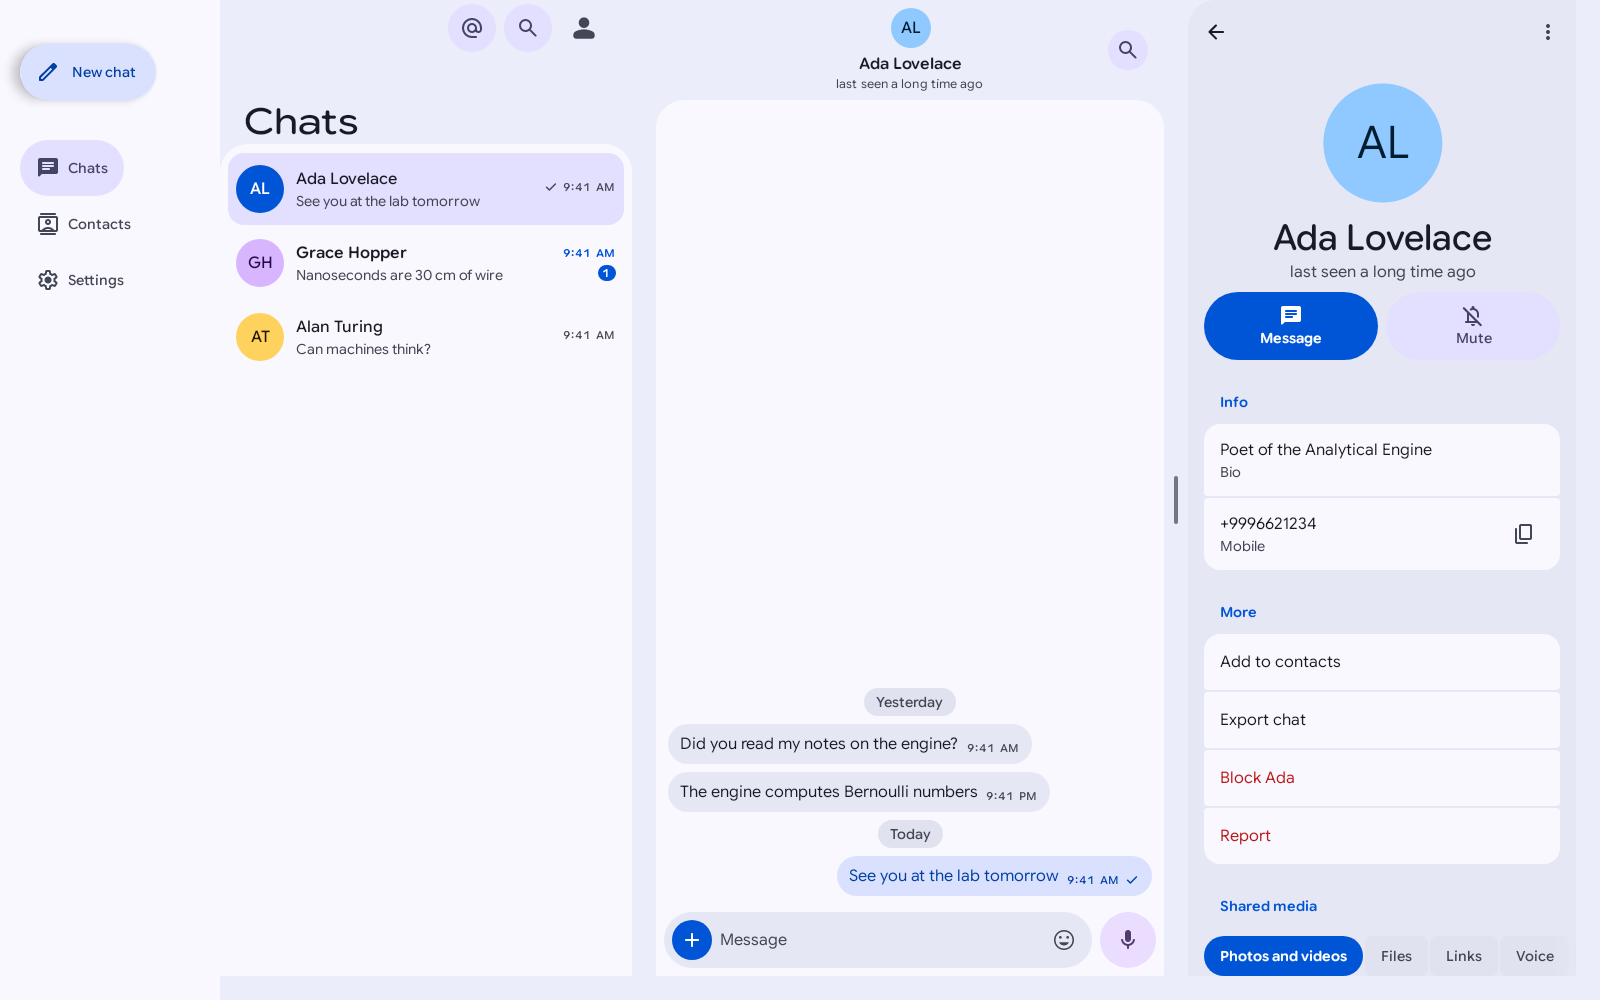 New chat
Chats
Contacts
Settings
Chats
AL
Ada Lovelace
9:41 AM
See you at the lab tomorrow
GH
Grace Hopper
9:41 AM
Nanoseconds are 30 cm of wire
1
AT
Alan Turing
9:41 AM
Can machines think?
AL
Ada Lovelace
last seen a long time ago
Yesterday
Did you read my notes on the engine? 9:41 AM
The engine computes Bernoulli numbers 9:41 PM
Today
See you at the lab tomorrow 9:41 AM
Message
AL
Ada Lovelace
last seen a long time ago
Message
Mute
Info
Poet of the Analytical Engine
Bio
+9996621234
Mobile
More
Add to contacts
Export chat
Block Ada
Report
Shared media
Photos and videos
Files
Links
Voice